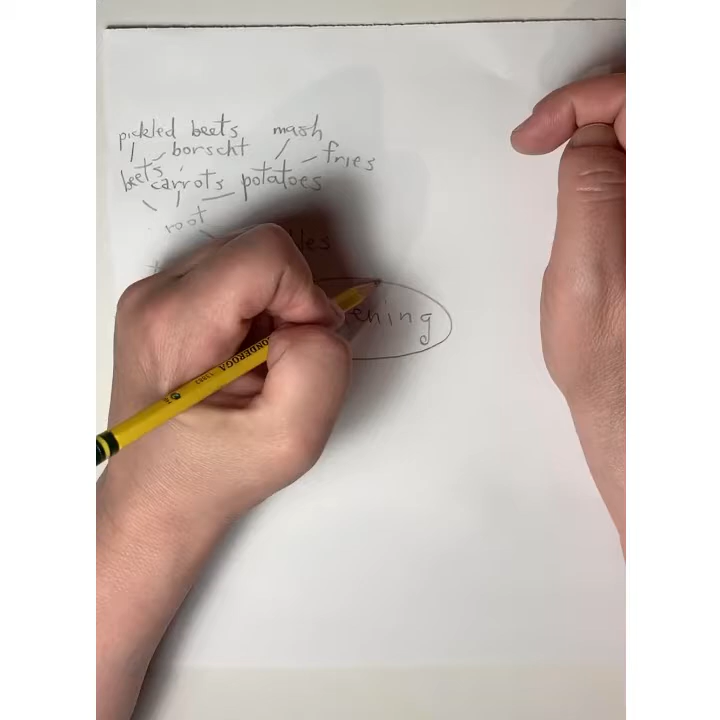 pickled beets
mash
borscht
fries
beets
carrots
potatoes
root
les
ening